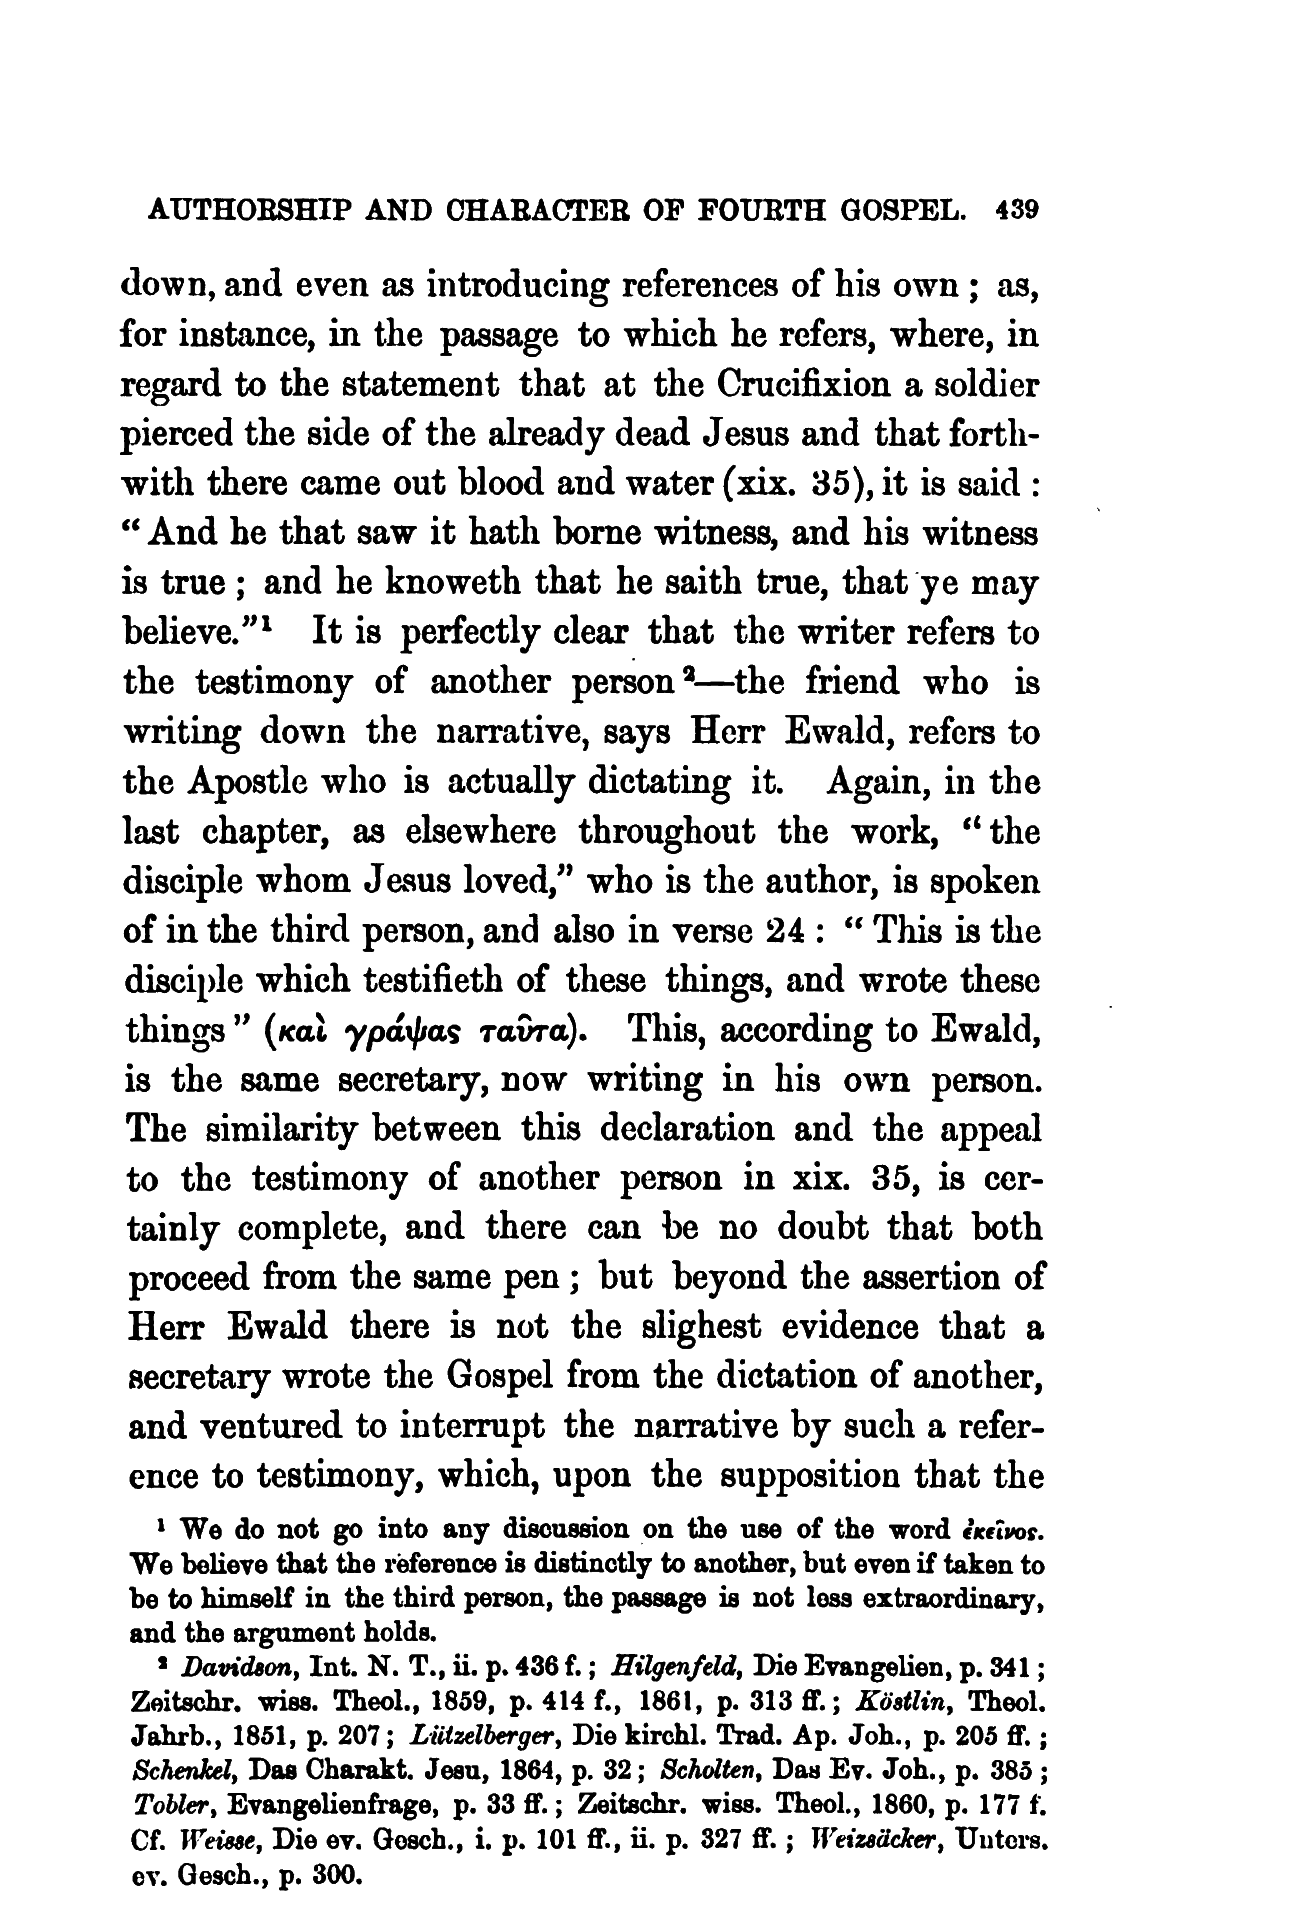 AUTHORSHIP AND CHARACTER OF FOURTH GOSPEL. 439
down, and even as introducing references of his own ; as,
for instance, in the passage to which he refers, where, in
regard to the statement that at the Crucifixion a soldier
pierced the side of the already dead Jesus and that forth-
with there came out blood and water (xix. 35), it is said :
“ And he that saw it hath borne witness, and his witness
is true ; and he knoweth that he saith true, that ye may
believe.”¹ It is perfectly clear that the writer refers to
the testimony of another person ²—the friend who is
writing down the narrative, says Herr Ewald, refers to
the Apostle who is actually dictating it. Again, in the
last chapter, as elsewhere throughout the work, “ the
disciple whom Jesus loved,” who is the author, is spoken
of in the third person, and also in verse 24 : “ This is the
disciple which testifieth of these things, and wrote these
things ” (καὶ γράψας ταῦτα). This, according to Ewald,
is the same secretary, now writing in his own person.
The similarity between this declaration and the appeal
to the testimony of another person in xix. 35, is cer-
tainly complete, and there can be no doubt that both
proceed from the same pen ; but beyond the assertion of
Herr Ewald there is not the slighest evidence that a
secretary wrote the Gospel from the dictation of another,
and ventured to interrupt the narrative by such a refer-
ence to testimony, which, upon the supposition that the
¹ We do not go into any discussion on the use of the word ἐκεῖνος.
We believe that the reference is distinctly to another, but even if taken to
be to himself in the third person, the passage is not less extraordinary,
and the argument holds.
² Davidson, Int. N. T., ii. p. 436 f. ; Hilgenfeld, Die Evangelien, p. 341 ;
Zeitschr. wiss. Theol., 1859, p. 414 f., 1861, p. 313 ff. ; Köstlin, Theol.
Jahrb., 1851, p. 207 ; Lützelberger, Die kirchl. Trad. Ap. Joh., p. 205 ff. ;
Schenkel, Das Charakt. Jesu, 1864, p. 32 ; Scholten, Das Ev. Joh., p. 385 ;
Tobler, Evangelienfrage, p. 33 ff. ; Zeitschr. wiss. Theol., 1860, p. 177 f.
Cf. Weisse, Die ev. Gesch., i. p. 101 ff., ii. p. 327 ff. ; Weizsäcker, Unters.
ev. Gesch., p. 300.